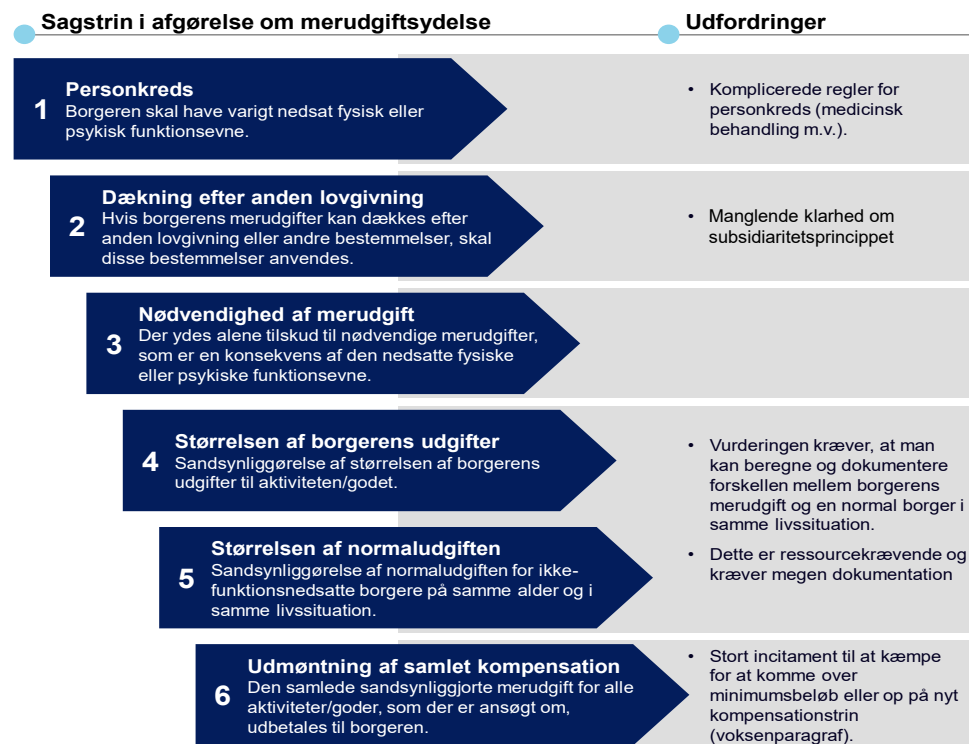 Sagstrin i afgørelse om merudgiftsydelse
Udfordringer
1
Personkreds
Borgeren skal have varigt nedsat fysisk eller
psykisk funktionsevne.
• Komplicerede regler for
personkreds (medicinsk
behandling m.v.).
2
Dækning efter anden lovgivning
Hvis borgerens merudgifter kan dækkes efter
anden lovgivning eller andre bestemmelser, skal
disse bestemmelser anvendes.
• Manglende klarhed om
subsidiaritetsprincippet
3
Nødvendighed af merudgift
Der ydes alene tilskud til nødvendige merudgifter,
som er en konsekvens af den nedsatte fysiske
eller psykiske funktionsevne.
4
Størrelsen af borgerens udgifter
Sandsynliggørelse af størrelsen af borgerens
udgifter til aktiviteten/godet.
• Vurderingen kræver, at man
kan beregne og dokumentere
forskellen mellem borgerens
merudgift og en normal borger i
samme livssituation.
• Dette er ressourcekrævende og
kræver megen dokumentation
5
Størrelsen af normaludgiften
Sandsynliggørelse af normaludgiften for ikke-
funktionsnedsatte borgere på samme alder og i
samme livssituation.
6
Udmøntning af samlet kompensation
Den samlede sandsynliggjorte merudgift for alle
aktiviteter/goder, som der er ansøgt om,
udbetales til borgeren.
• Stort incitament til at kæmpe
for at komme over
minimumsbeløb eller op på nyt
kompensationstrin
(voksenparagraf).